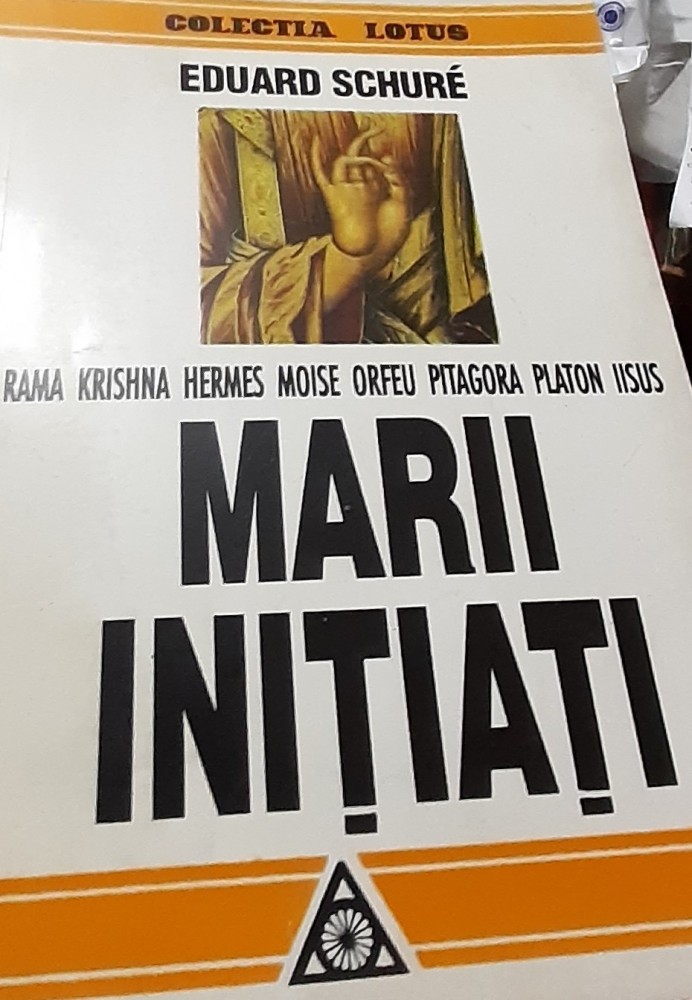 COLECTIA LOTUS
EDUARD SCHURÉ
RAMA KRISHNA HERMES MOISE ORFEU PITAGORA PLATON IISUS
MARII
INIȚIAȚI